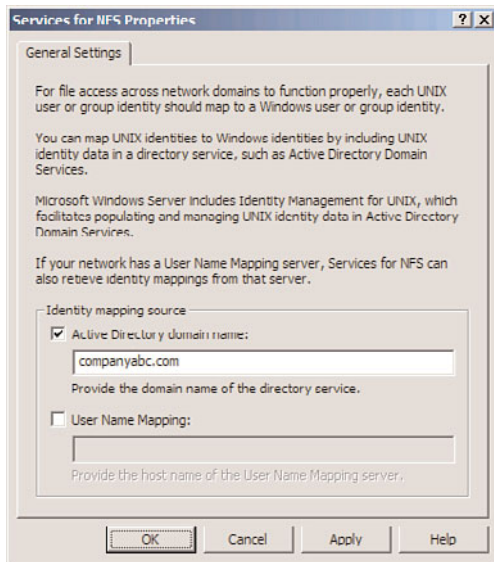 Services for NFS Properties
? X
General Settings
For file access across network domains to function properly, each UNIX
user or group identity should map to a Windows user or group identity.
You can map UNIX identities to Windows identities by including UNIX
identity data in a directory service, such as Active Directory Domain
Services.
Microsoft Windows Server includes Identity Management for UNIX, which
facilitates populating and managing UNIX identity data in Active Directory
Domain Services.
If your network has a User Name Mapping server, Services for NFS can
also retieve identity mappings from that server.
Identity mapping source
Active Directory domain name:
companyabc.com
Provide the domain name of the directory service.
User Name Mapping:
Provide the host name of the User Name Mapping server.
OK Cancel Apply Help